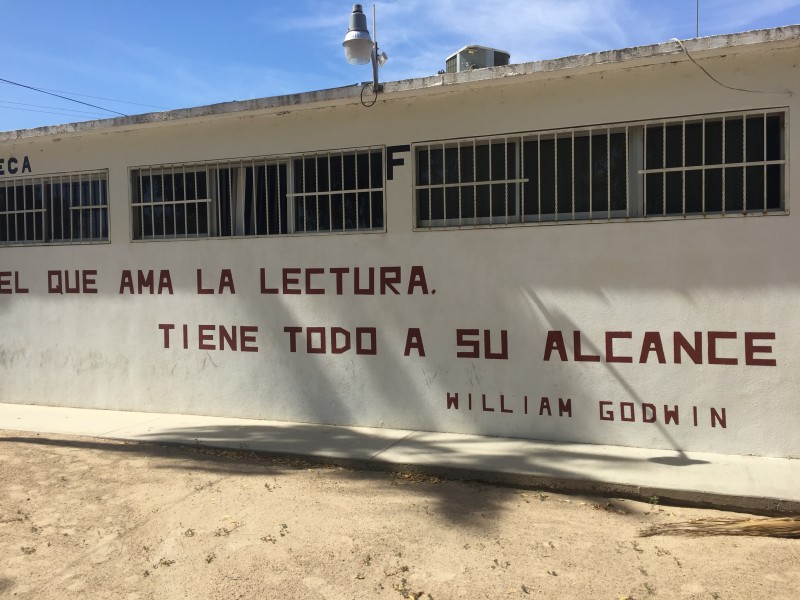 ECA
F
EL QUE AMA LA LECTURA.
TIENE TODO A SU ALCANCE
WILLIAM GODWIN